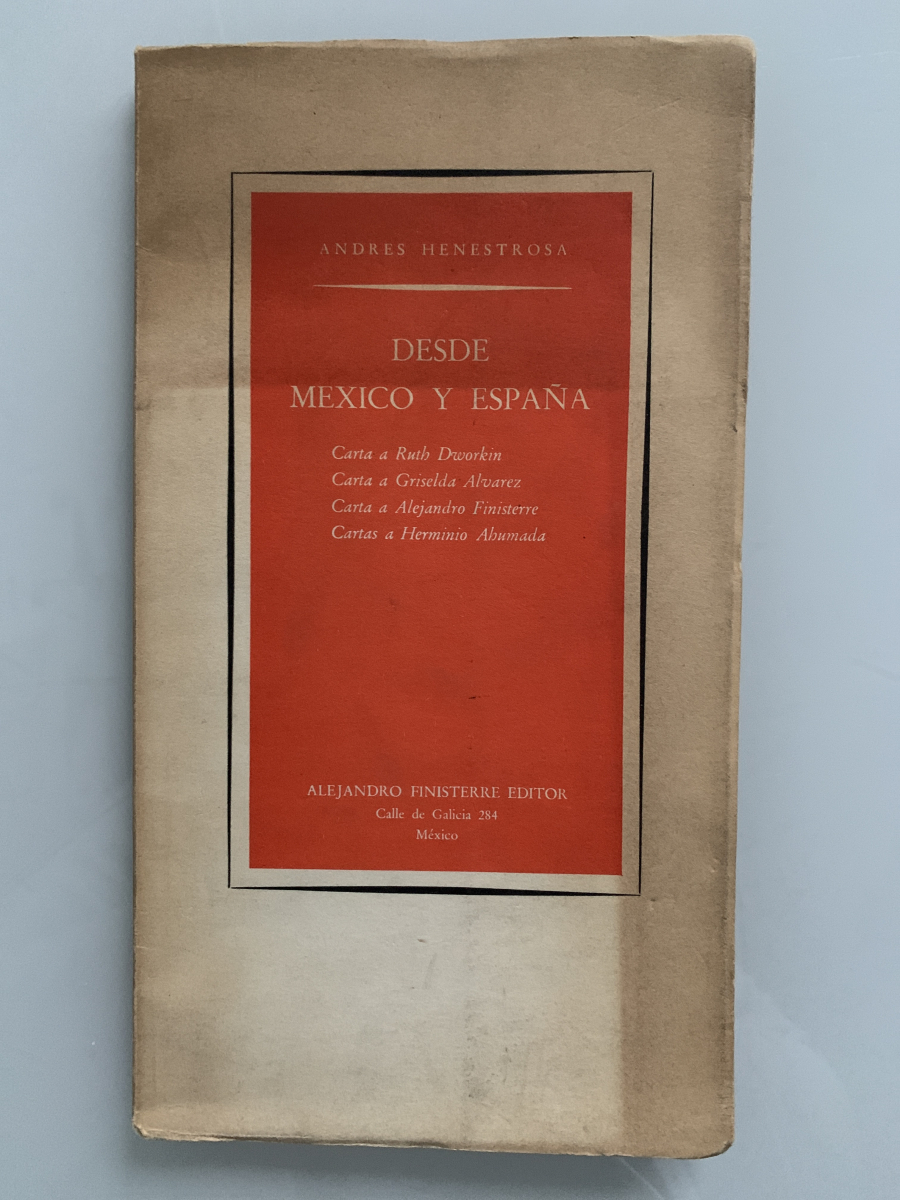 ANDRES HENESTROSA
DESDE
MEXICO Y ESPAÑA
Carta a Ruth Dworkin
Carta a Griselda Alvarez
Carta a Alejandro Finisterre
Cartas a Herminio Ahumada
ALEJANDRO FINISTERRE EDITOR
Calle de Galicia 284
México